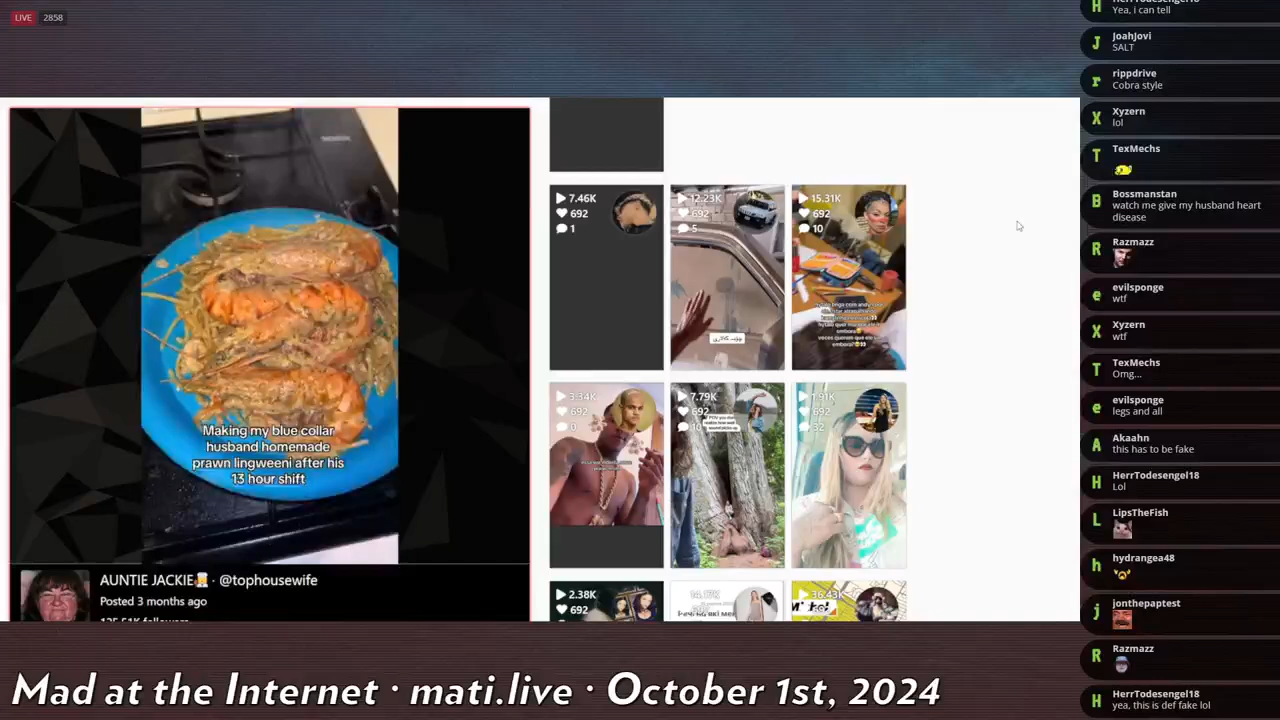 LIVE 2858
Making my blue collar
husband homemade
prawn lingweeni after his
13 hour shift
AUNTIE JACKIE · @tophousewife
Posted 3 months ago
7.46K
692
1
12.23K
692
5
15.31K
692
10
3.34K
692
0
7.79K
692
1.91K
692
32
2.38K
692
36.43K
Mad at the Internet · mati.live · October 1st, 2024
Yea, i can tell
JoahJovi
SALT
rippdrive
Cobra style
Xyzern
lol
TexMechs
Bossmanstan
watch me give my husband heart
disease
Razmazz
evilsponge
wtf
Xyzern
wtf
TexMechs
Omg...
evilsponge
legs and all
Akaahn
this has to be fake
HerrTodesengel18
Lol
LipsTheFish
hydrangea48
jonthepaptest
Razmazz
HerrTodesengel18
yea, this is def fake lol